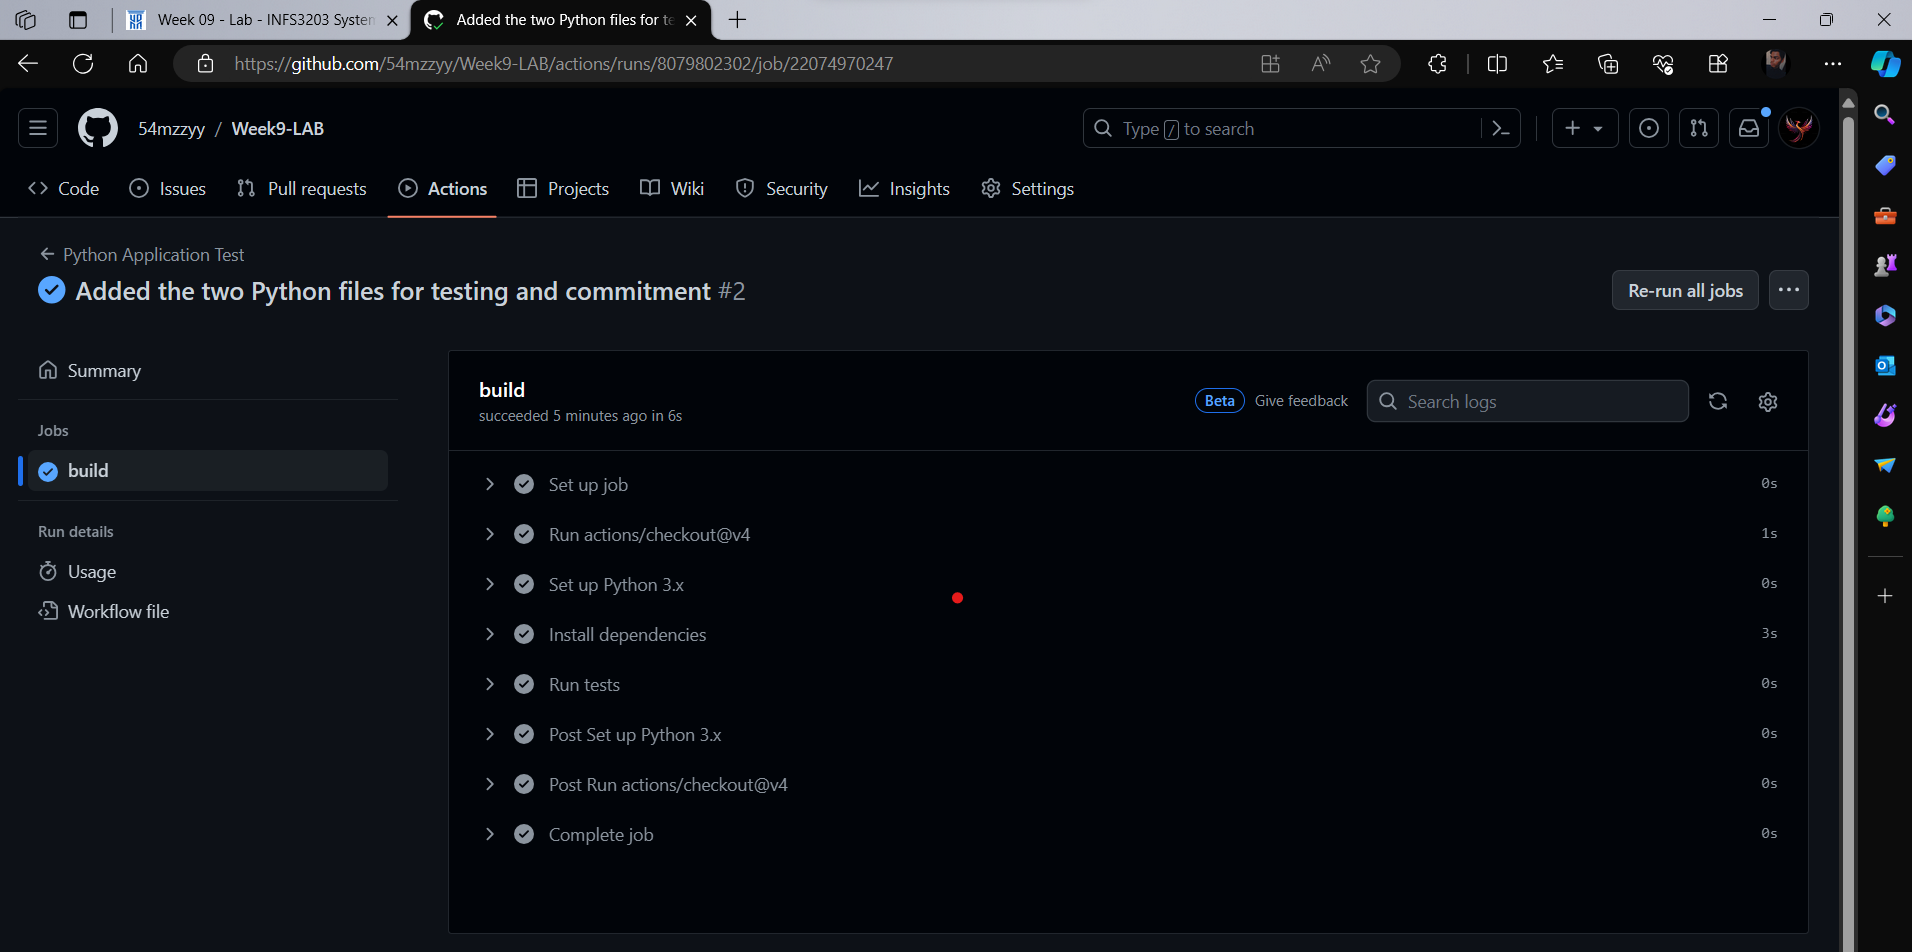 Week 09 - Lab - INFS3203 System
Added the two Python files for te
https://github.com/54mzzyy/Week9-LAB/actions/runs/8079802302/job/22074970247
54mzzyy / Week9-LAB
Type / to search
Code Issues Pull requests Actions Projects Wiki Security Insights Settings
Python Application Test
Added the two Python files for testing and commitment #2
Re-run all jobs
Summary
Jobs
build
Run details
Usage
Workflow file
build
succeeded 5 minutes ago in 6s
Beta Give feedback
Search logs
Set up job 0s
Run actions/checkout@v4 1s
Set up Python 3.x 0s
Install dependencies 3s
Run tests 0s
Post Set up Python 3.x 0s
Post Run actions/checkout@v4 0s
Complete job 0s